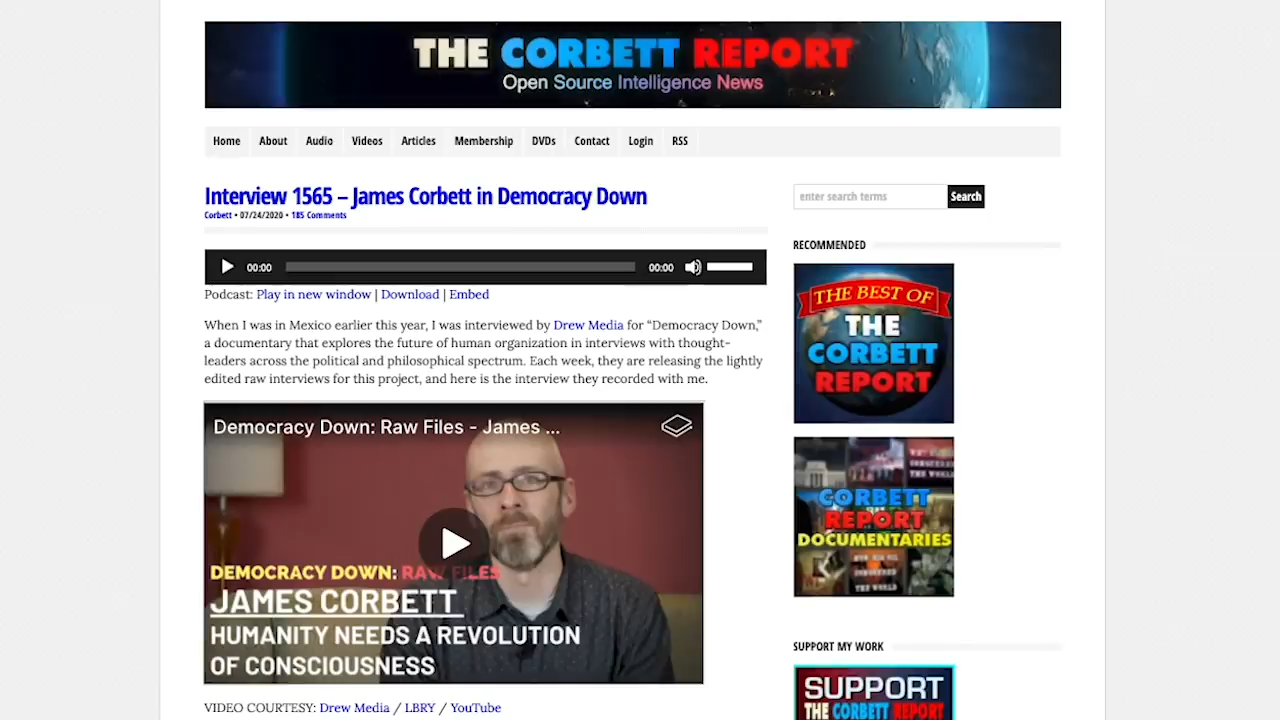 THE CORBETT REPORT
Open Source Intelligence News
Home About Audio Videos Articles Membership DVDs Contact Login RSS
Interview 1565 – James Corbett in Democracy Down
Corbett • 07/24/2020 • 185 Comments
00:00 00:00
Podcast: Play in new window | Download | Embed
When I was in Mexico earlier this year, I was interviewed by Drew Media for “Democracy Down,”
a documentary that explores the future of human organization in interviews with thought-
leaders across the political and philosophical spectrum. Each week, they are releasing the lightly
edited raw interviews for this project, and here is the interview they recorded with me.
Democracy Down: Raw Files - James ...
DEMOCRACY DOWN: RAW FILES
JAMES CORBETT
HUMANITY NEEDS A REVOLUTION
OF CONSCIOUSNESS
VIDEO COURTESY: Drew Media / LBRY / YouTube
enter search terms Search
RECOMMENDED
THE BEST OF
THE
CORBETT
REPORT
CORBETT
REPORT
DOCUMENTARIES
SUPPORT MY WORK
SUPPORT
THE CORBETT REPORT